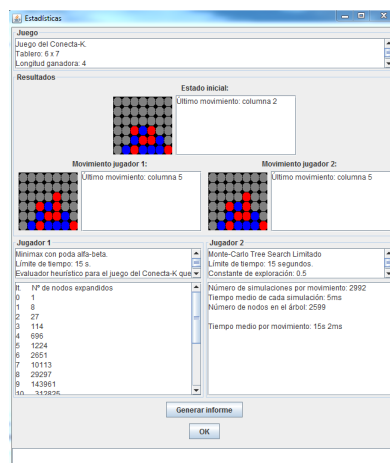 Estadísticas
Juego
Juego del Conecta-K.
Tablero: 6 x 7
Longitud ganadora: 4
Resultados
Estado inicial:
Último movimiento: columna 2
Movimiento jugador 1:
Último movimiento: columna 5
Movimiento jugador 2:
Último movimiento: columna 5
Jugador 1
Minimax con poda alfa-beta.
Límite de tiempo: 15 s.
Evaluador heurístico para el juego del Conecta-K que
It. Nº de nodos expandidos
0 1
1 8
2 27
3 114
4 696
5 1224
6 2651
7 10113
8 29297
9 143961
10 312825
Jugador 2
Monte-Carlo Tree Search Limitado
Límite de tiempo: 15 segundos.
Constante de exploración: 0.5
Número de simulaciones por movimiento: 2992
Tiempo medio de cada simulación: 5ms
Número de nodos en el árbol: 2599
Tiempo medio por movimiento: 15s 2ms
Generar informe
OK